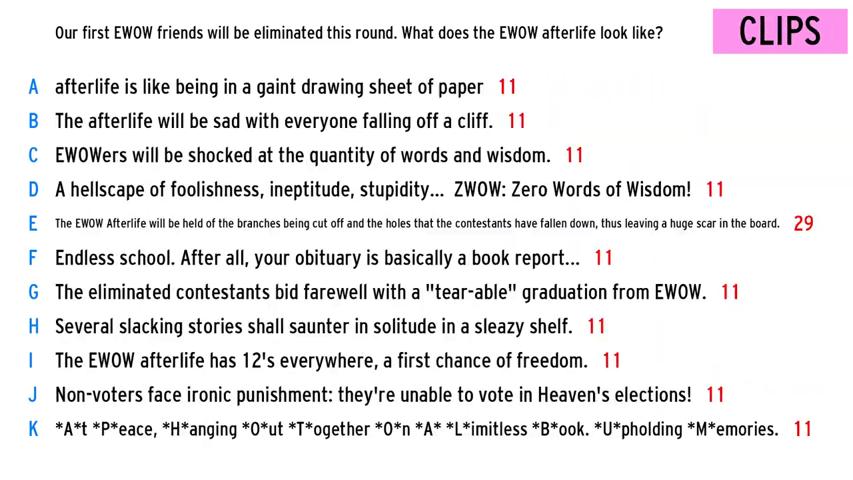 Our first EWOW friends will be eliminated this round. What does the EWOW afterlife look like?
CLIPS
A afterlife is like being in a gaint drawing sheet of paper 11
B The afterlife will be sad with everyone falling off a cliff. 11
C EWOWers will be shocked at the quantity of words and wisdom. 11
D A hellscape of foolishness, ineptitude, stupidity... ZWOW: Zero Words of Wisdom! 11
E The EWOW Afterlife will be held of the branches being cut off and the holes that the contestants have fallen down, thus leaving a huge scar in the board. 29
F Endless school. After all, your obituary is basically a book report... 11
G The eliminated contestants bid farewell with a "tear-able" graduation from EWOW. 11
H Several slacking stories shall saunter in solitude in a sleazy shelf. 11
I The EWOW afterlife has 12's everywhere, a first chance of freedom. 11
J Non-voters face ironic punishment: they're unable to vote in Heaven's elections! 11
K *A*t *P*eace, *H*anging *O*ut *T*ogether *O*n *A* *L*imitless *B*ook. *U*pholding *M*emories. 11